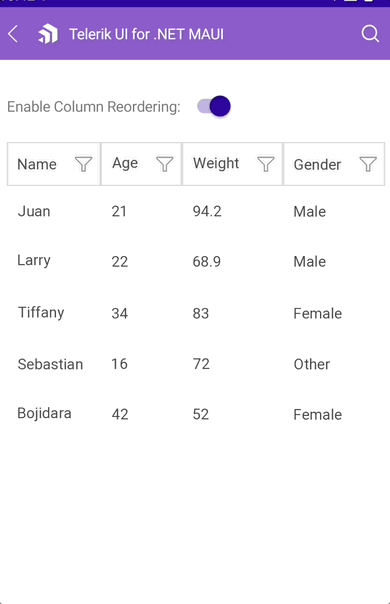 Telerik UI for .NET MAUI
Enable Column Reordering:
Name Age Weight Gender
Juan 21 94.2 Male
Larry 22 68.9 Male
Tiffany 34 83 Female
Sebastian 16 72 Other
Bojidara 42 52 Female